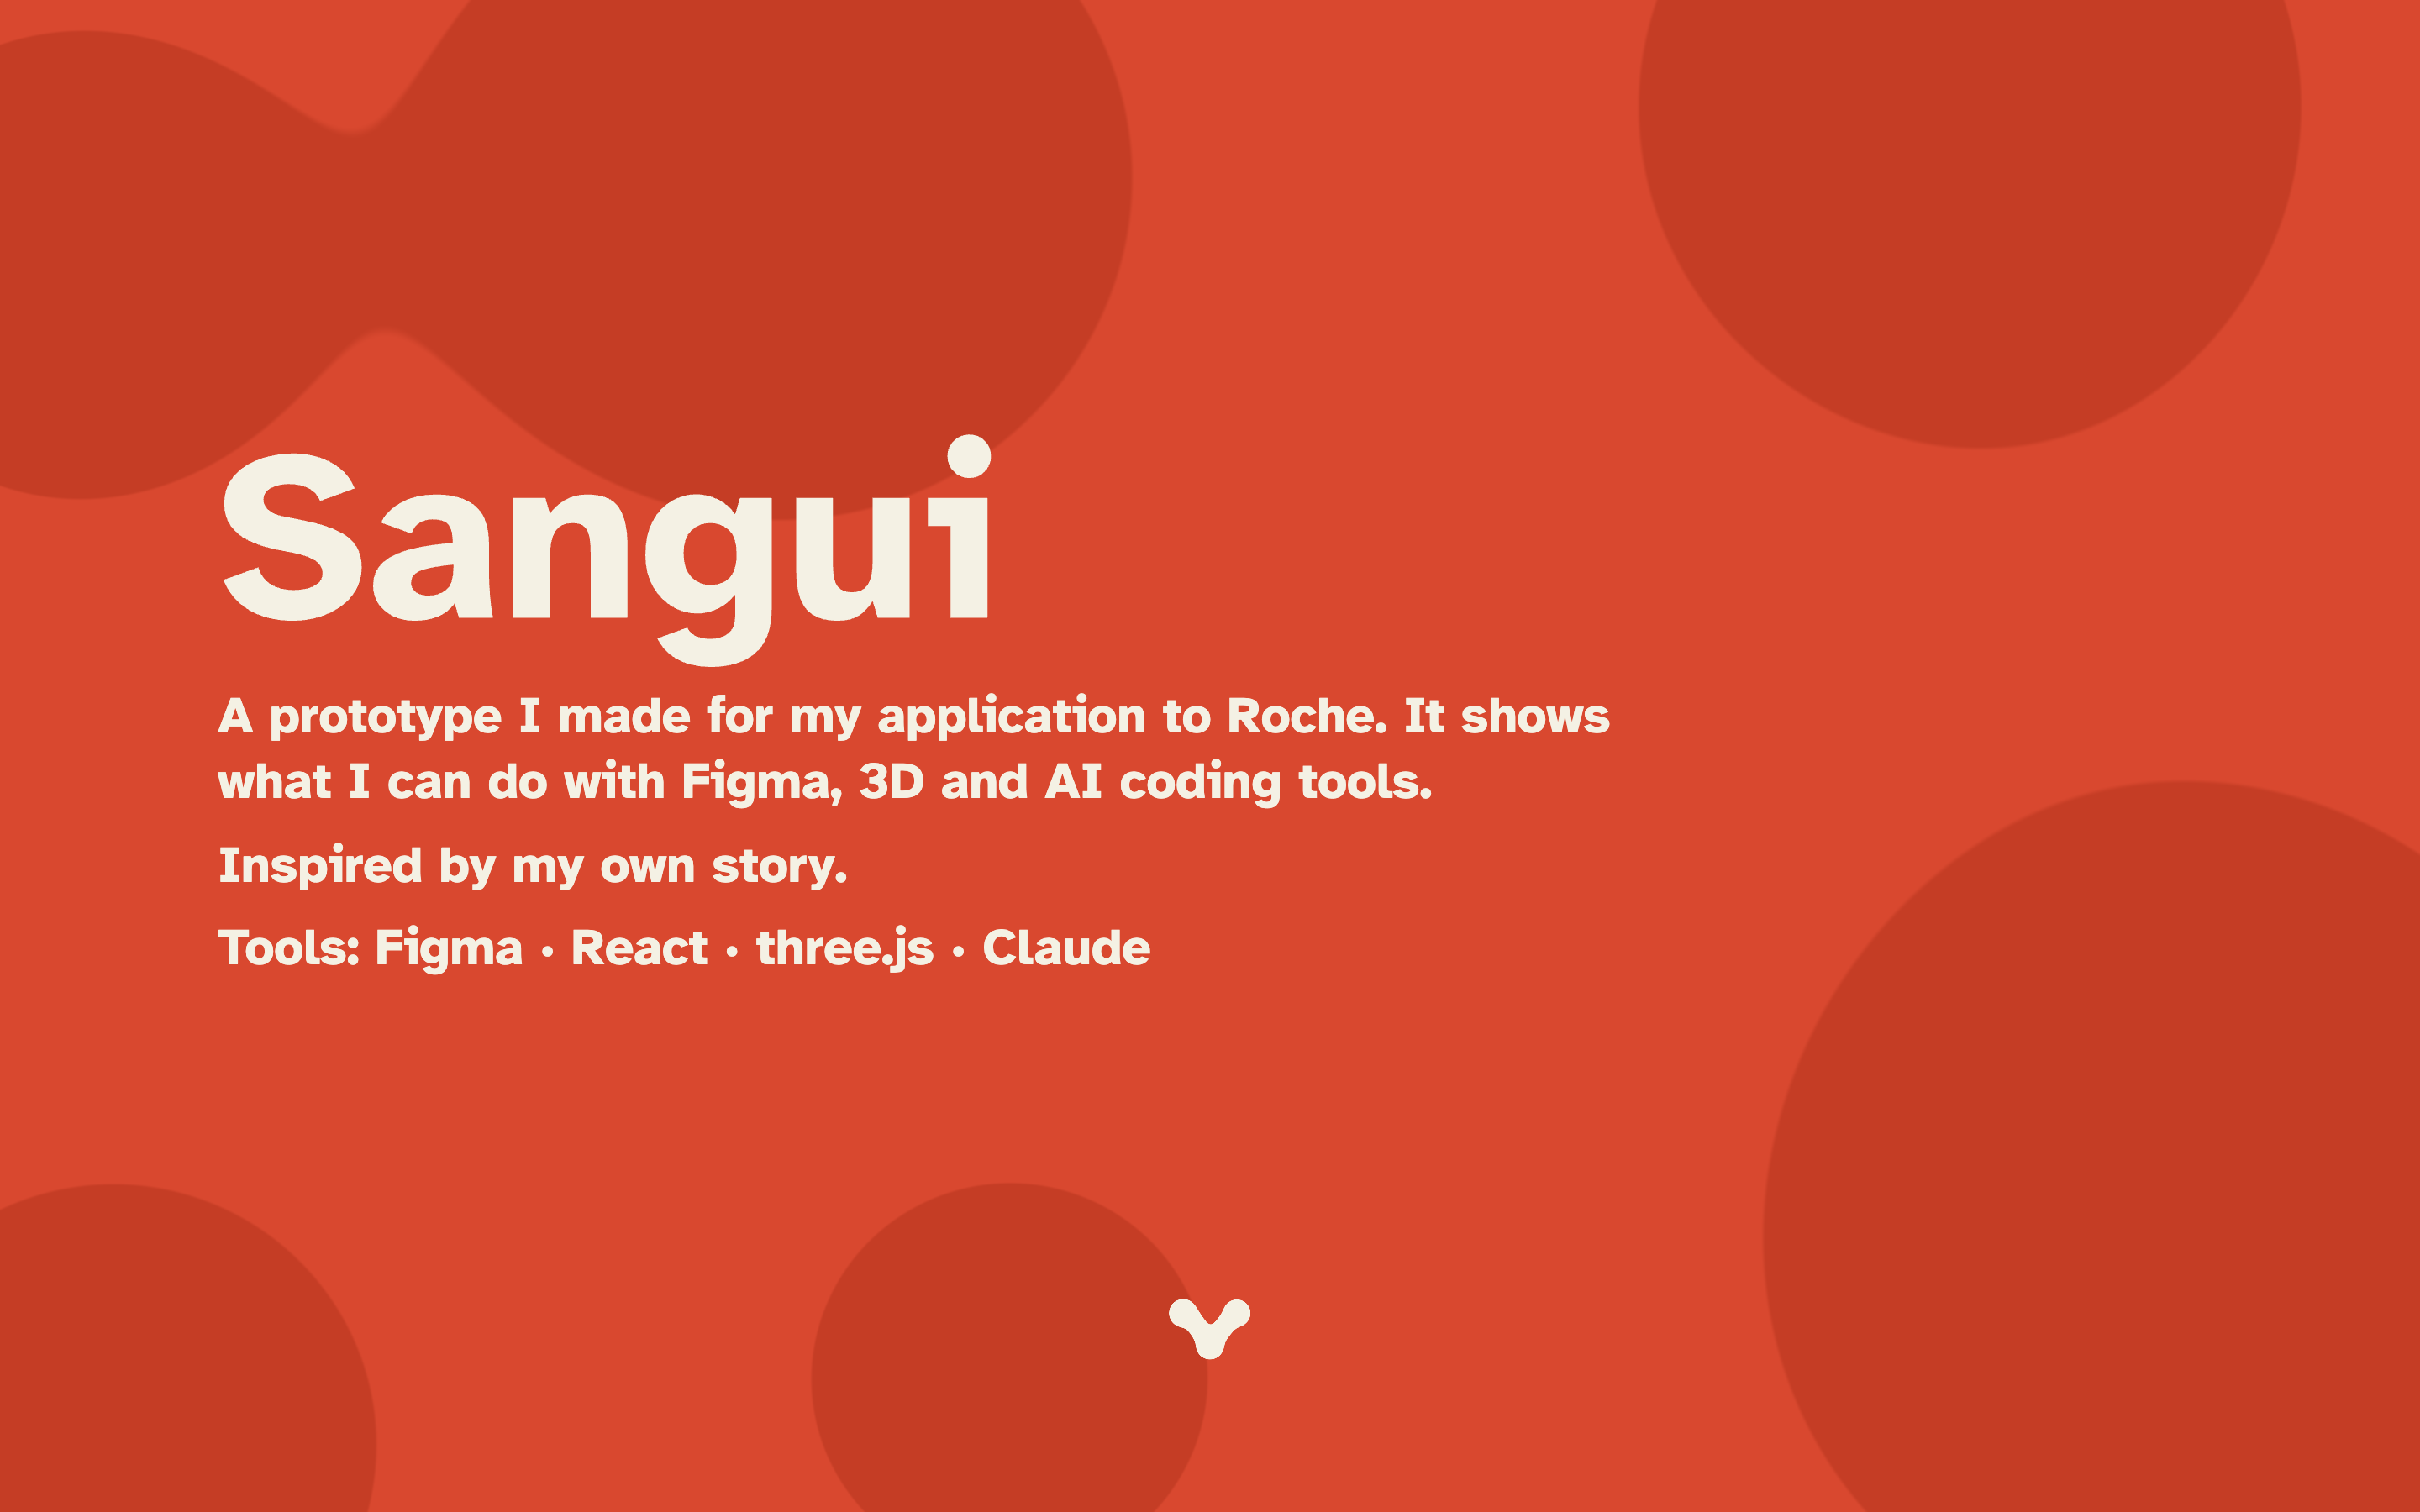 Sangui
A prototype I made for my application to Roche. It shows
what I can do with Figma, 3D and AI coding tools.
Inspired by my own story.
Tools: Figma · React · three.js · Claude